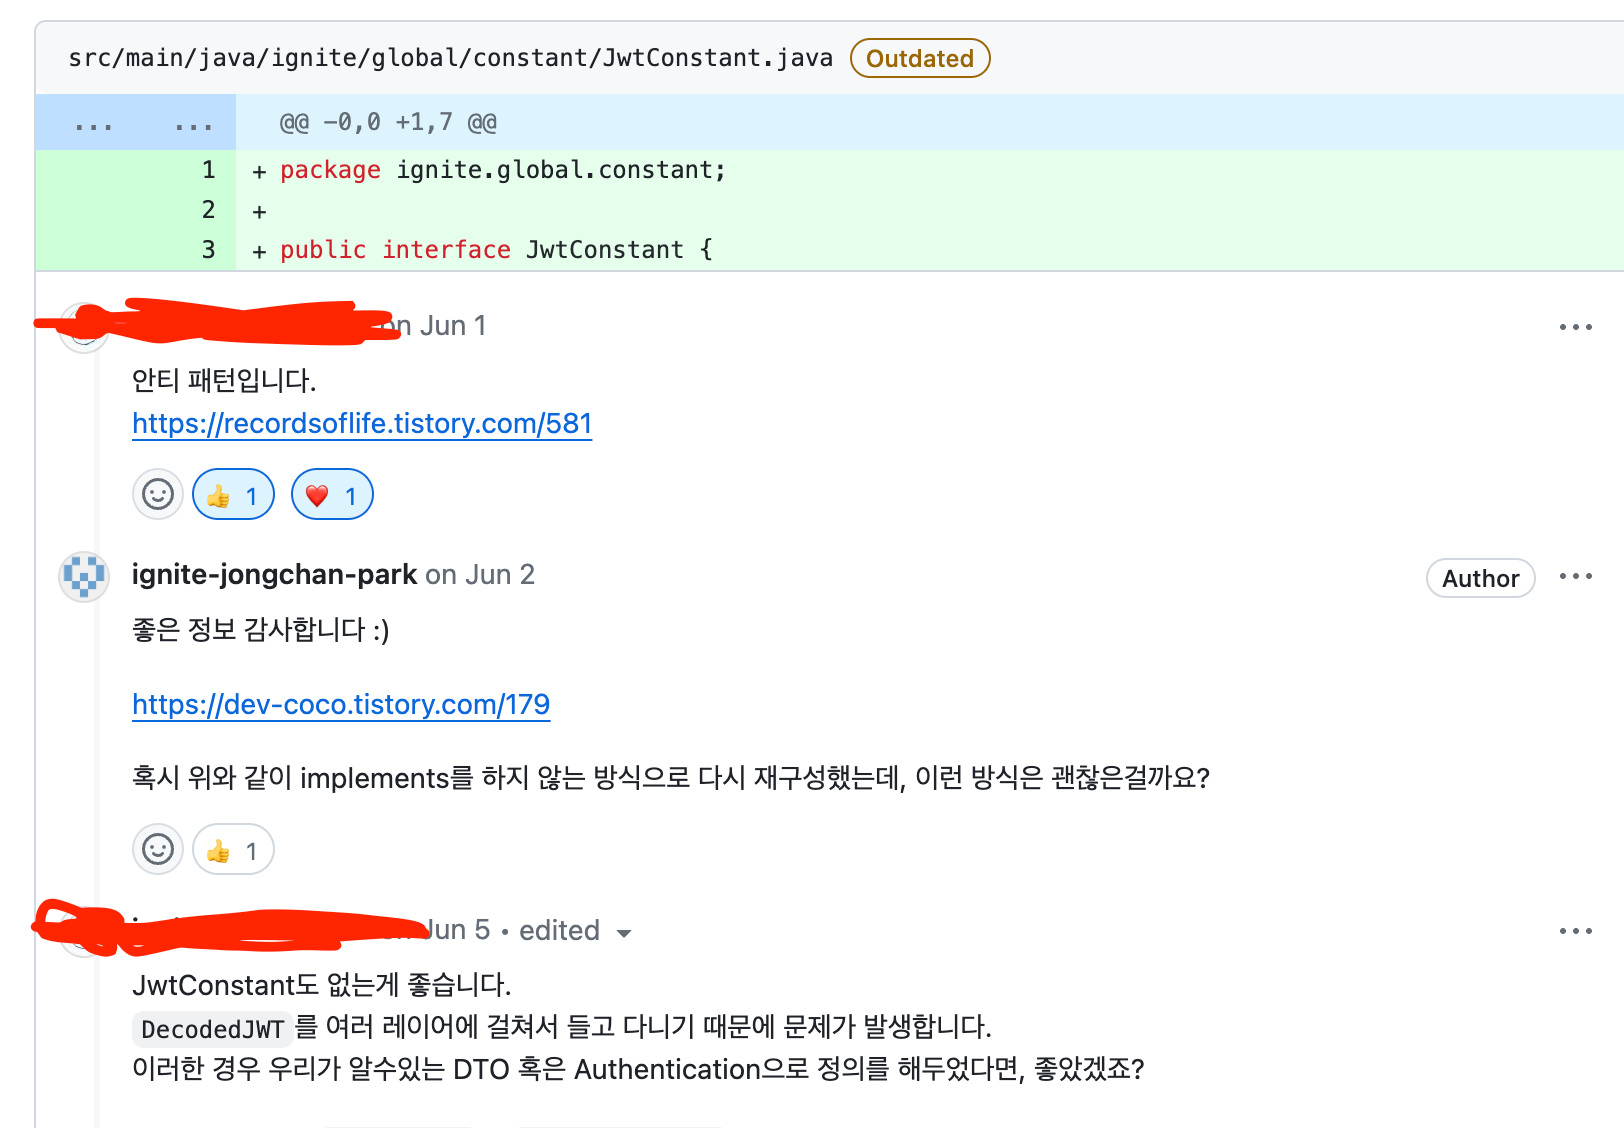 src/main/java/ignite/global/constant/JwtConstant.java Outdated
... ... @@ -0,0 +1,7 @@
1 + package ignite.global.constant;
2 +
3 + public interface JwtConstant {
on Jun 1
안티 패턴입니다.
https://recordsoflife.tistory.com/581
👍 1 ❤️ 1
ignite-jongchan-park on Jun 2 Author
좋은 정보 감사합니다 :)
https://dev-coco.tistory.com/179
혹시 위와 같이 implements를 하지 않는 방식으로 다시 재구성했는데, 이런 방식은 괜찮은걸까요?
👍 1
Jun 5 • edited
JwtConstant도 없는게 좋습니다.
DecodedJWT를 여러 레이어에 걸쳐서 들고 다니기 때문에 문제가 발생합니다.
이러한 경우 우리가 알수있는 DTO 혹은 Authentication으로 정의를 해두었다면, 좋았겠죠?